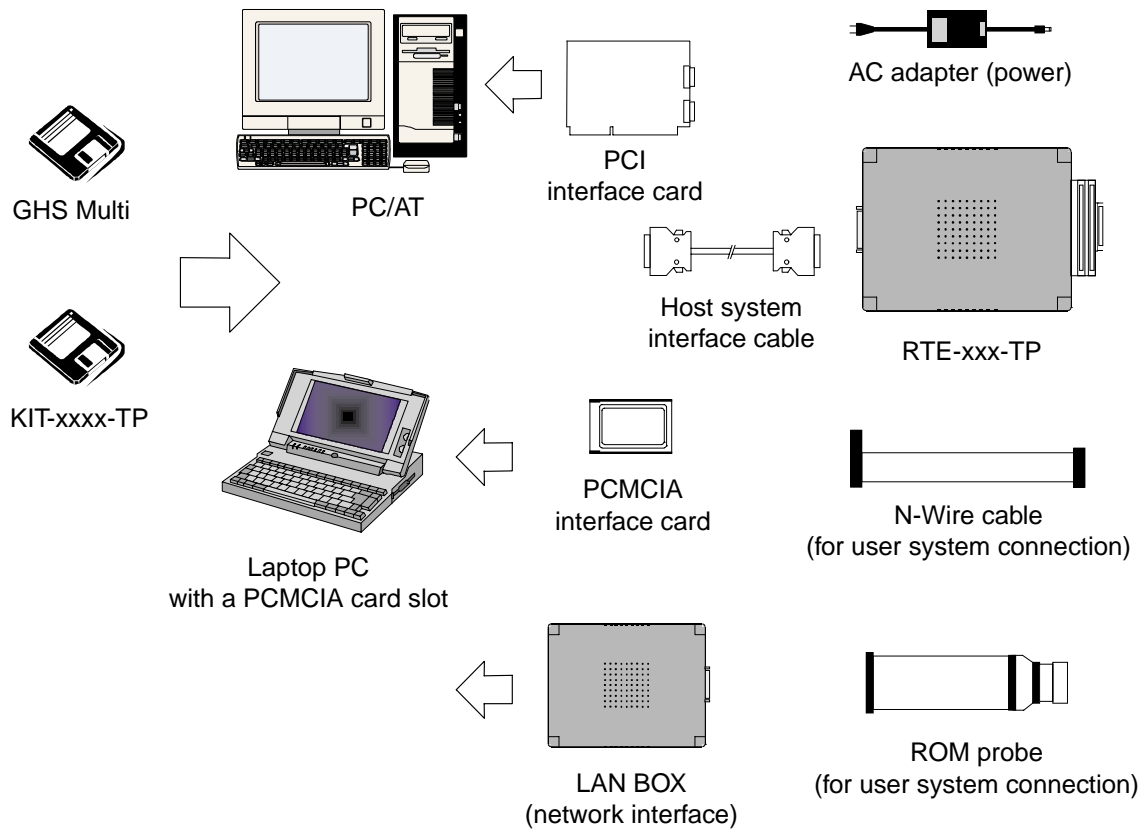 AC adapter (power)
GHS Multi
PC/AT
PCI
interface card
Host system
interface cable
RTE-xxx-TP
KIT-xxxx-TP
PCMCIA
interface card
N-Wire cable
(for user system connection)
Laptop PC
with a PCMCIA card slot
LAN BOX
(network interface)
ROM probe
(for user system connection)